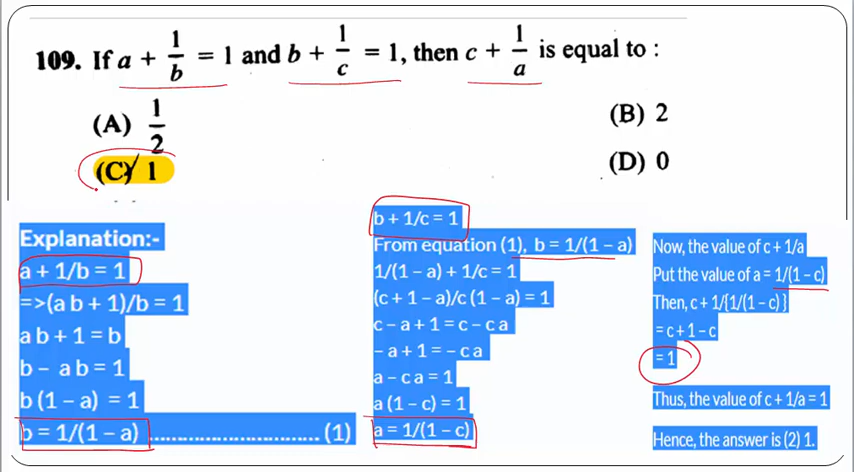 109. If a + 1/b = 1 and b + 1/c = 1, then c + 1/a is equal to :
(A) 1/2
(B) 2
(C) 1
(D) 0
Explanation:-
a + 1/b = 1
=>(a b + 1)/b = 1
a b + 1 = b
b – a b = 1
b (1 – a) = 1
b = 1/(1 – a) ................................ (1)
b + 1/c = 1
From equation (1), b = 1/(1 – a)
1/(1 – a) + 1/c = 1
(c + 1 – a)/c (1 – a) = 1
c – a + 1 = c – c a
– a + 1 = – c a
a – c a = 1
a (1 – c) = 1
a = 1/(1 – c)
Now, the value of c + 1/a
Put the value of a = 1/(1 – c)
Then, c + 1/{1/(1 – c) }
= c + 1 – c
= 1
Thus, the value of c + 1/a = 1
Hence, the answer is (2) 1.